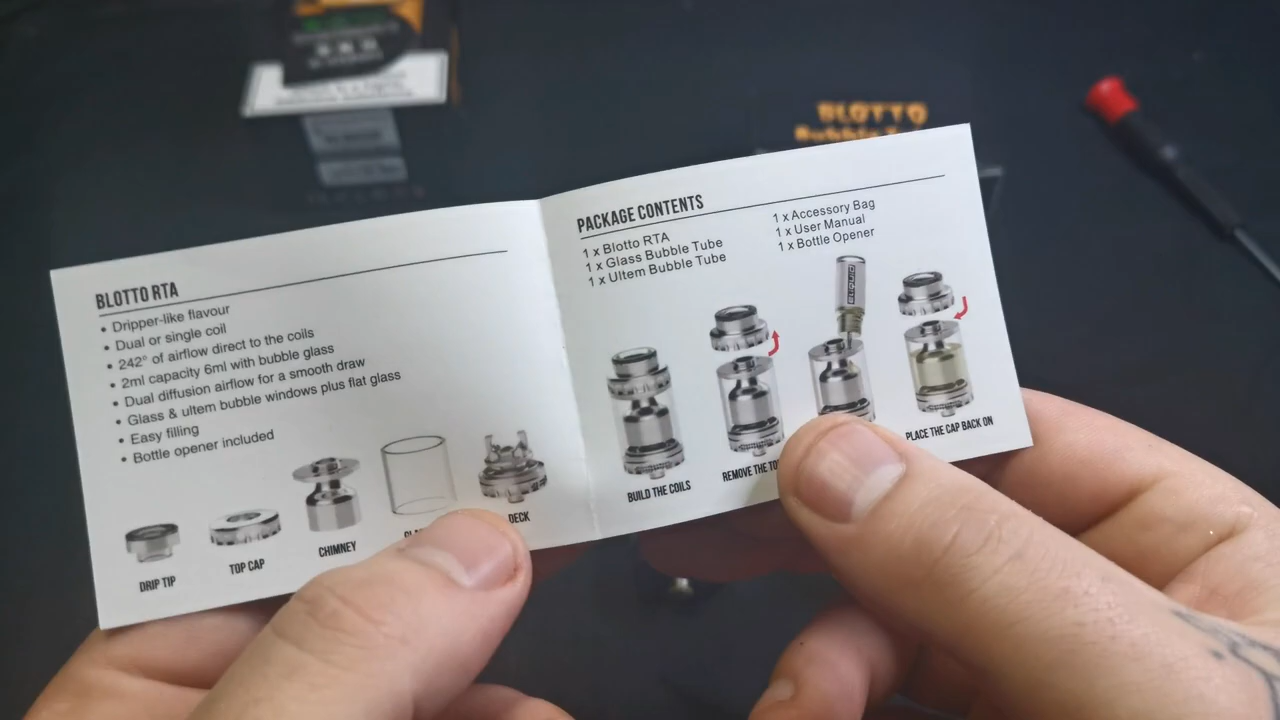 BLOTTO
BLOTTO RTA
• Dripper-like flavour
• Dual or single coil
• 242° of airflow direct to the coils
• 2ml capacity 6ml with bubble glass
• Dual diffusion airflow for a smooth draw
• Glass & ultem bubble windows plus flat glass
• Easy filling
• Bottle opener included
DRIP TIP
TOP CAP
CHIMNEY
DECK
PACKAGE CONTENTS
1 x Blotto RTA
1 x Glass Bubble Tube
1 x Ultem Bubble Tube
1 x Accessory Bag
1 x User Manual
1 x Bottle Opener
BUILD THE COILS
REMOVE THE
PLACE THE CAP BACK ON